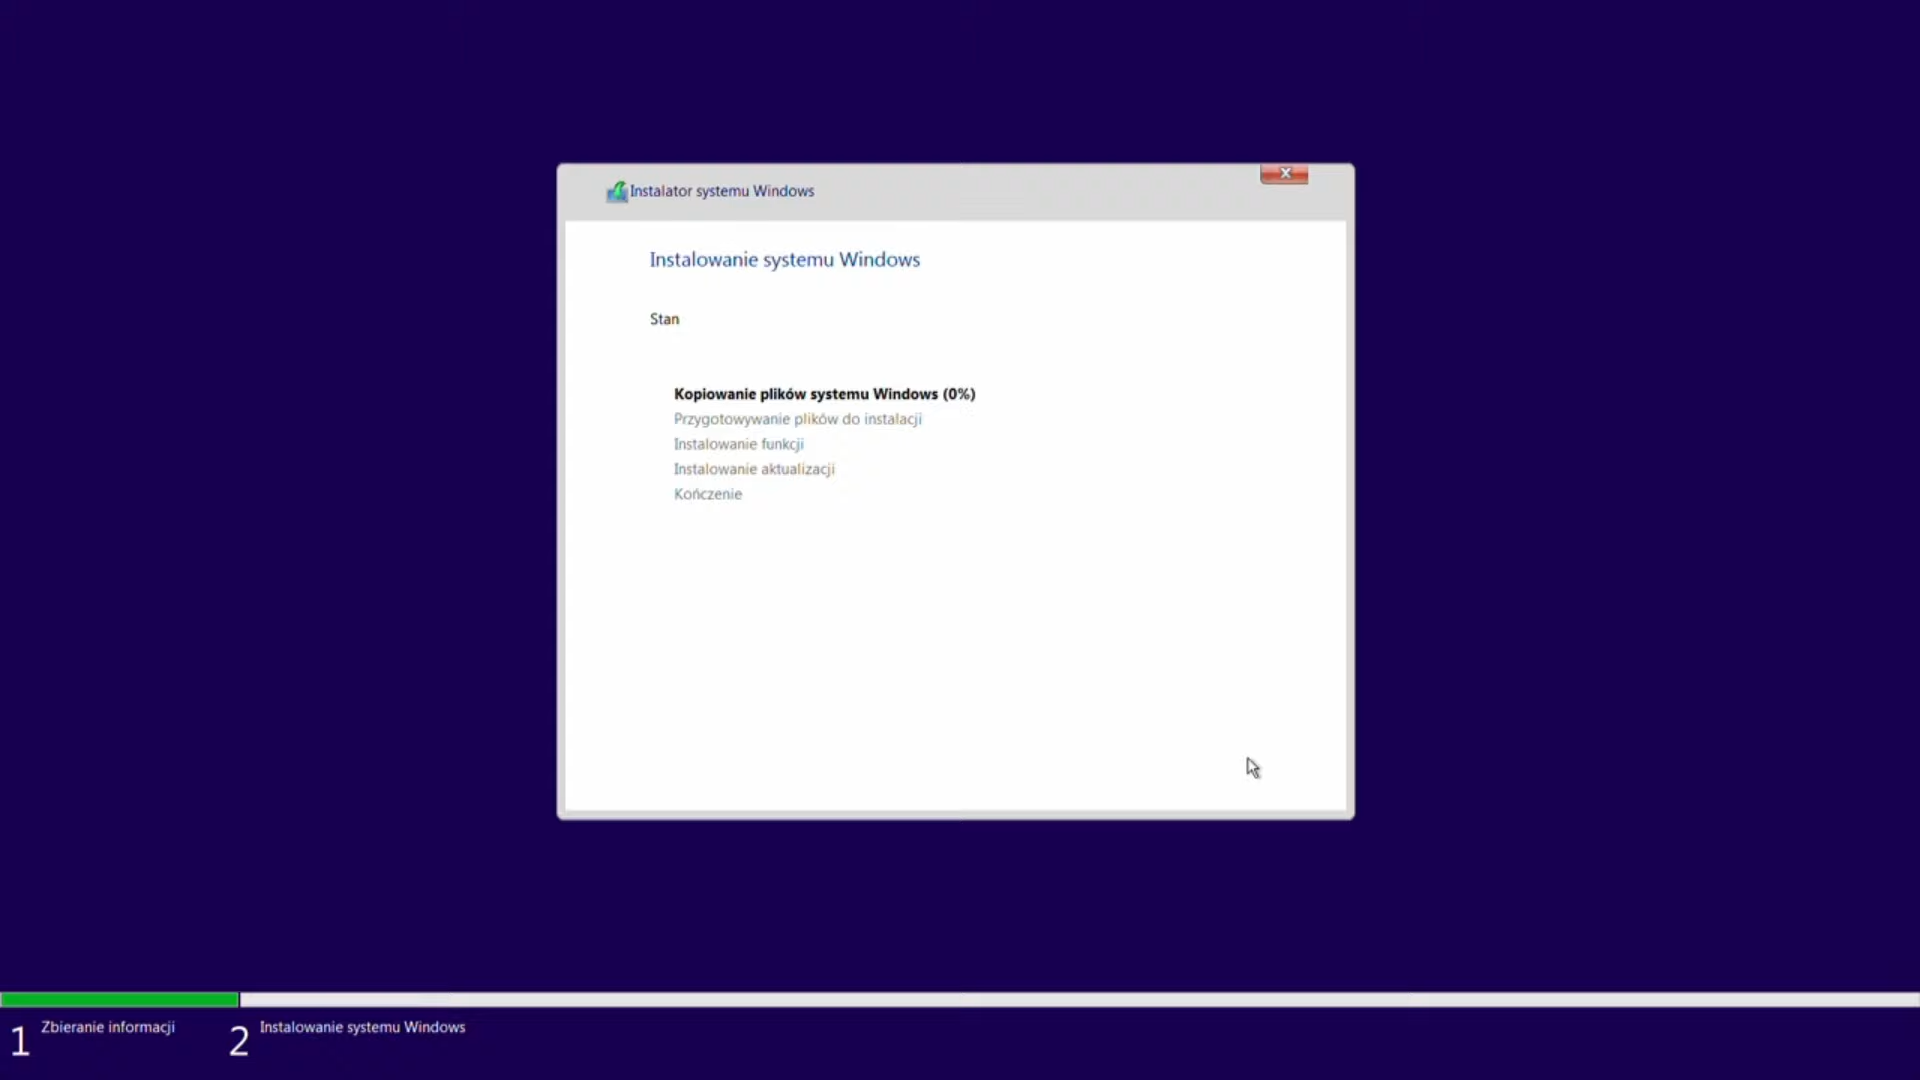 Instalator systemu Windows
Instalowanie systemu Windows
Stan
Kopiowanie plików systemu Windows (0%)
Przygotowywanie plików do instalacji
Instalowanie funkcji
Instalowanie aktualizacji
Kończenie
1 Zbieranie informacji
2 Instalowanie systemu Windows